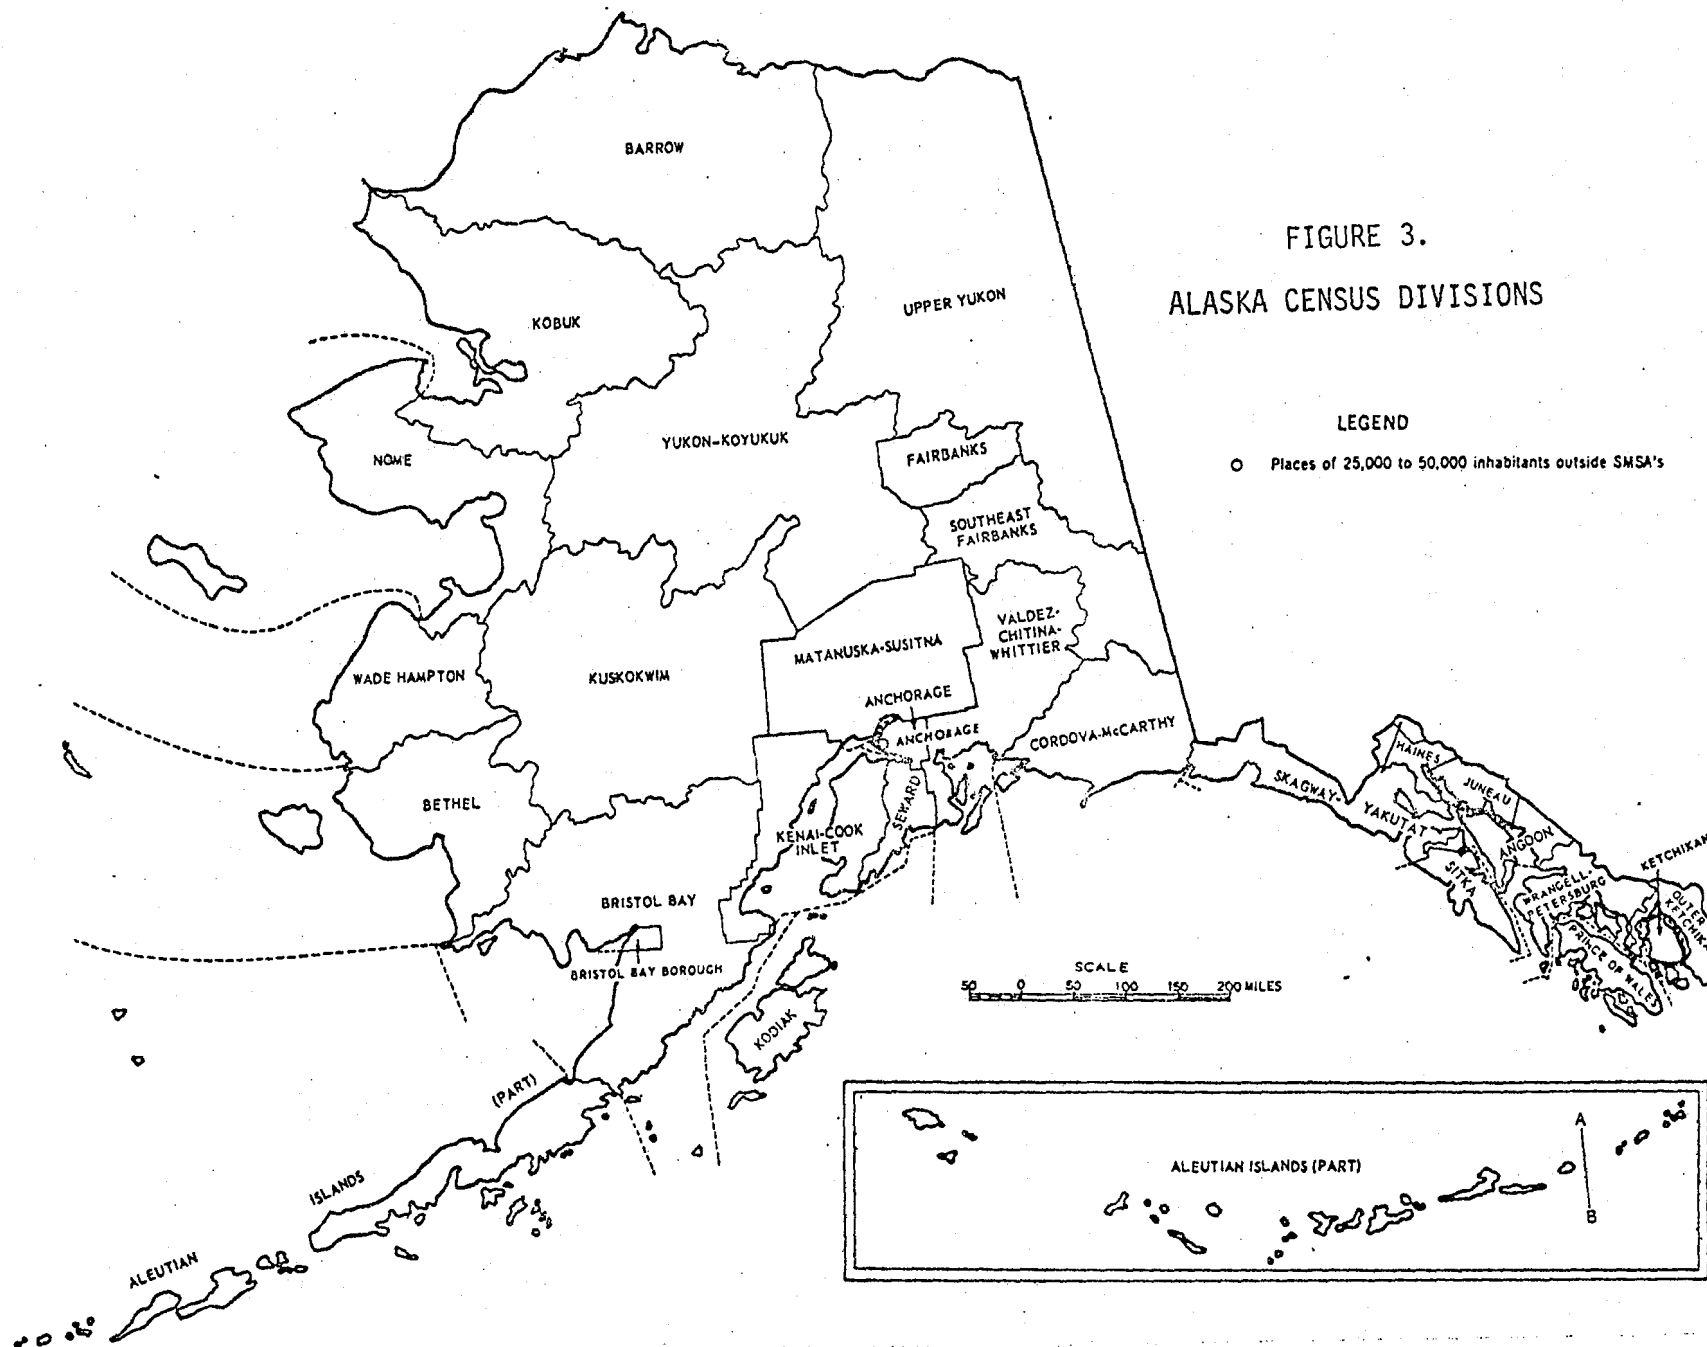 BARROW
FIGURE 3.
ALASKA CENSUS DIVISIONS
UPPER YUKON
KOBUK
LEGEND
O Places of 25,000 to 50,000 inhabitants outside SMSA's
YUKON-KOYUKUK
NOME
FAIRBANKS
SOUTHEAST
FAIRBANKS
VALDEZ-
CHITINA-
WHITTIER
MATANUSKA-SUSITNA
WADE HAMPTON
KUSKOKWIM
ANCHORAGE
ANCHORAGE
CORDOVA-McCARTHY
HAINES
SKAGWAY-
YAKUTAT
JUNEAU
BETHEL
SEWARD
KENAI-COOK
INLET
ANGOON
SITKA
KETCHIKAN
WRANGELL-
PETERSBURG
OUTER
KETCHIK
PRINCE OF WALES
BRISTOL BAY
BRISTOL BAY BOROUGH
SCALE
50 0 50 100 150 200 MILES
KODIAK
(PART)
ISLANDS
ALEUTIAN
ALEUTIAN ISLANDS (PART)
A
B